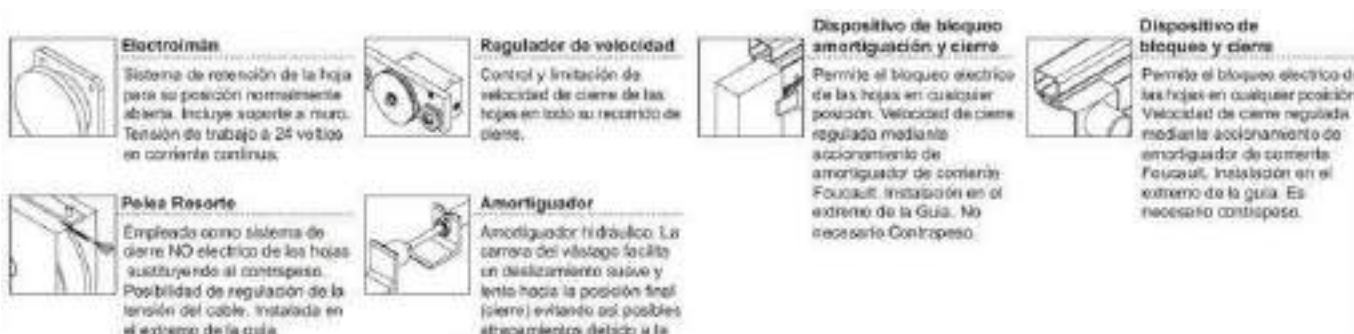 Electroimán
Sistema de retención de la hoja
para su posición normalmente
abierta. Incluye soporte a muro.
Tensión de trabajo a 24 voltios
en corriente continua.
Regulador de velocidad
Control y limitación de
velocidad de cierre de las
hojas en todo su recorrido de
cierre.
Dispositivo de bloqueo
amortiguación y cierre
Permite el bloqueo electrico
de las hojas en cualquier
posición. Velocidad de cierre
regulada mediante
accionamiento de
amortiguador de corriente
Foucault. Instalación en el
extremo de la Guia. No
necesario Contrapeso.
Dispositivo de
bloqueo y cierre
Permite el bloqueo electrico de
las hojas en cualquier posición.
Velocidad de cierre regulada
mediante accionamiento de
amortiguador de corriente
Foucault. Instalación en el
extremo de la guía. Es
necesario contrapeso.
Polea Resorte
Empleada como sistema de
cierre NO electrico de las hojas
sustituyendo al contrapeso.
Posibilidad de regulación de la
tensión del cable. Instalada en
el extremo de la guía
Amortiguador
Amortiguador hidráulico. La
carrera del vástago facilita
un deslizamiento suave y
lento hacia la posición final
(cierre) evitando así posibles
atrapamientos debido a la